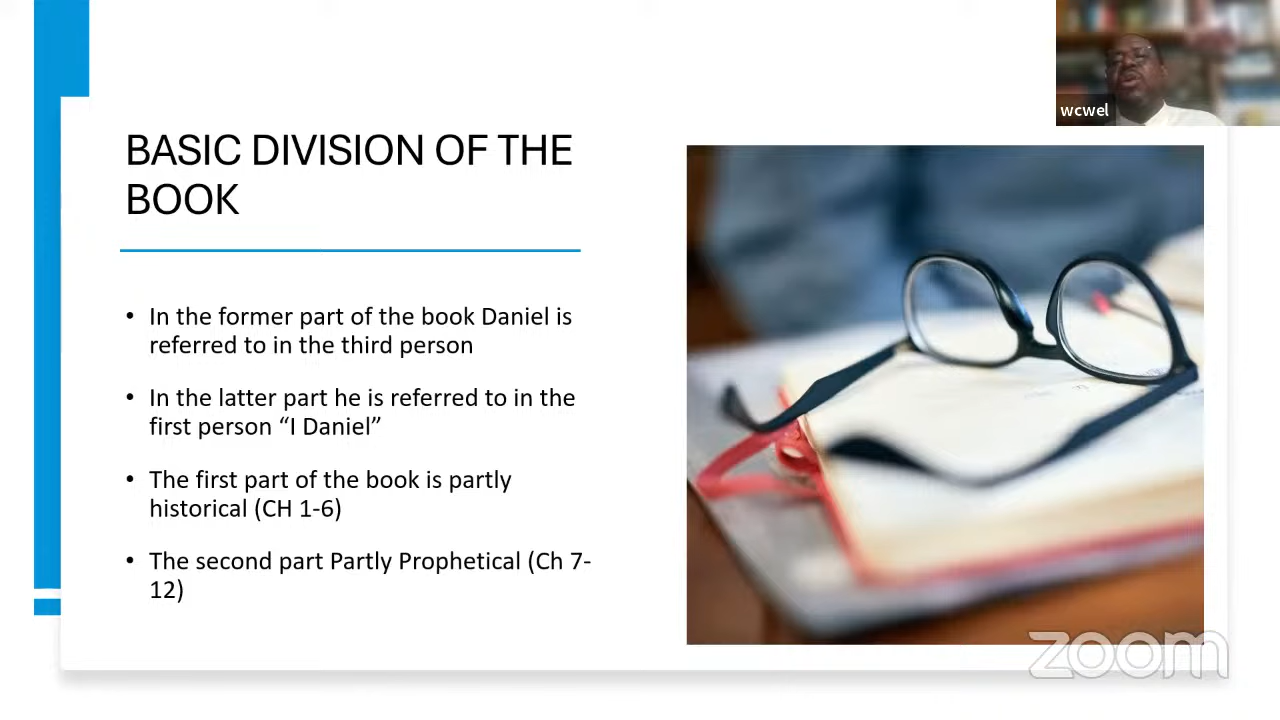 wcwel
BASIC DIVISION OF THE
BOOK
• In the former part of the book Daniel is
referred to in the third person
• In the latter part he is referred to in the
first person “I Daniel”
• The first part of the book is partly
historical (CH 1-6)
• The second part Partly Prophetical (Ch 7-
12)
zoom